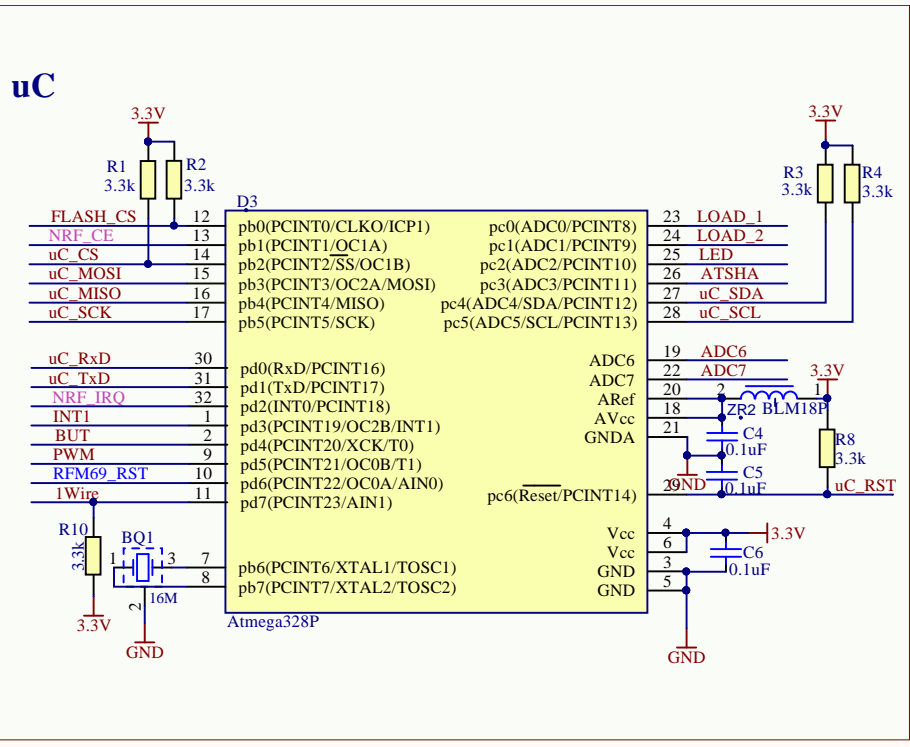 uC
3.3V
3.3V
R1
3.3k
R2
3.3k
R3
3.3k
R4
3.3k
D3
FLASH_CS 12 pb0(PCINT0/CLKO/ICP1) pc0(ADC0/PCINT8) 23 LOAD_1
NRF_CE 13 pb1(PCINT1/OC1A) pc1(ADC1/PCINT9) 24 LOAD_2
uC_CS 14 pb2(PCINT2/SS/OC1B) pc2(ADC2/PCINT10) 25 LED
uC_MOSI 15 pb3(PCINT3/OC2A/MOSI) pc3(ADC3/PCINT11) 26 ATSHA
uC_MISO 16 pb4(PCINT4/MISO) pc4(ADC4/SDA/PCINT12) 27 uC_SDA
uC_SCK 17 pb5(PCINT5/SCK) pc5(ADC5/SCL/PCINT13) 28 uC_SCL
uC_RxD 30 pd0(RxD/PCINT16) ADC6 19 ADC6
uC_TxD 31 pd1(TxD/PCINT17) ADC7 22 ADC7
3.3V
NRF_IRQ 32 pd2(INT0/PCINT18) ARef 20
2 ZR2 BLM18P 1
INT1 1 pd3(PCINT19/OC2B/INT1) AVcc 18
BUT 2 pd4(PCINT20/XCK/T0) GNDA 21
C4
0.1uF
R8
3.3k
PWM 9 pd5(PCINT21/OC0B/T1)
RFM69_RST 10 pd6(PCINT22/OC0A/AIN0)
GND
C5
0.1uF
1Wire 11 pd7(PCINT23/AIN1) pc6(Reset/PCINT14) 29 uC_RST
R10
3.3k
3.3V
BQ1
1 3
2
16M
GND
Vcc 4 3.3V
Vcc 6
C6
0.1uF
7 pb6(PCINT6/XTAL1/TOSC1) GND 3
8 pb7(PCINT7/XTAL2/TOSC2) GND 5
Atmega328P
GND